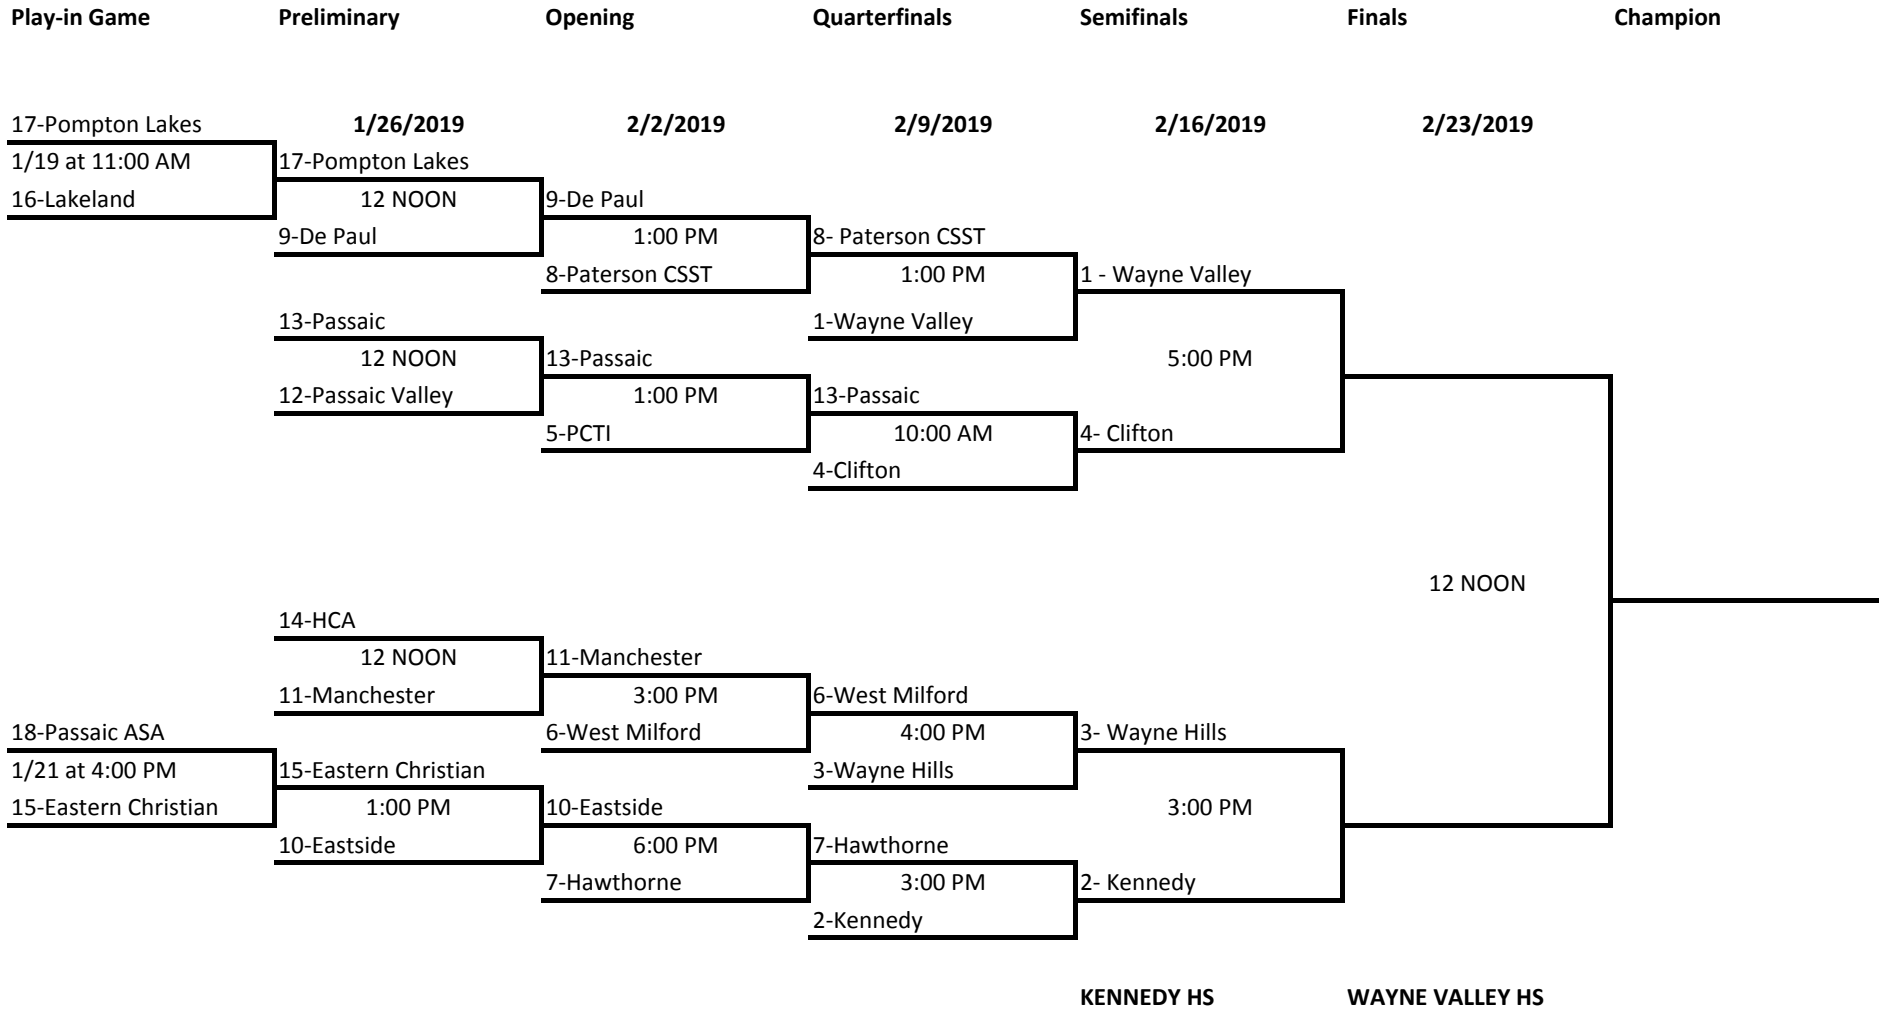 Play-in Game Preliminary Opening Quarterfinals Semifinals Finals Champion
17-Pompton Lakes 1/26/2019 2/2/2019 2/9/2019 2/16/2019 2/23/2019
1/19 at 11:00 AM 17-Pompton Lakes
16-Lakeland 12 NOON 9-De Paul
9-De Paul 1:00 PM 8- Paterson CSST
8-Paterson CSST 1:00 PM 1 - Wayne Valley
13-Passaic 1-Wayne Valley
12 NOON 13-Passaic 5:00 PM
12-Passaic Valley 1:00 PM 13-Passaic
5-PCTI 10:00 AM 4- Clifton
4-Clifton
12 NOON
14-HCA
12 NOON 11-Manchester
11-Manchester 3:00 PM 6-West Milford
18-Passaic ASA 6-West Milford 4:00 PM 3- Wayne Hills
1/21 at 4:00 PM 15-Eastern Christian 3-Wayne Hills
15-Eastern Christian 1:00 PM 10-Eastside 3:00 PM
10-Eastside 6:00 PM 7-Hawthorne
7-Hawthorne 3:00 PM 2- Kennedy
2-Kennedy
KENNEDY HS WAYNE VALLEY HS